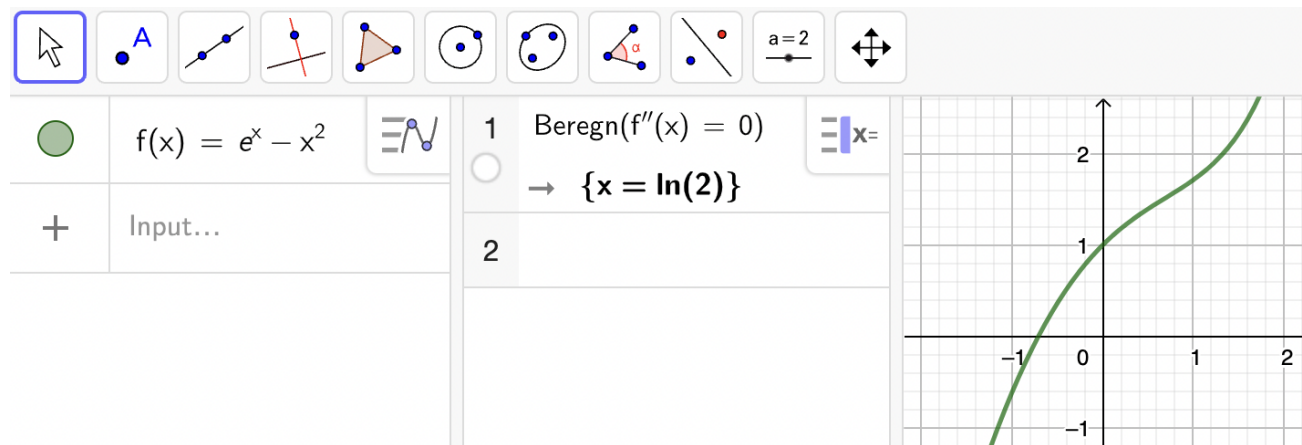 A
α
a = 2
f(x) = eˣ – x²
+ Input...
1 Beregn(f″(x) = 0)
x=
→ {x = ln(2)}
2
2
1
–1 0 1 2
–1